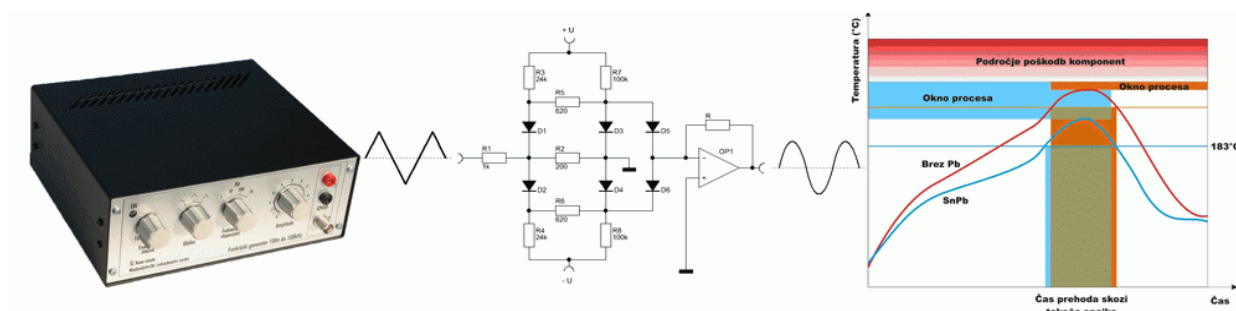 Funkcijski generator 10Hz do 100kHz
Amplituda
Oblika
+ U
R3
24k
R7
100k
R5
620
D1
D3
D5
R1
1k
R2
200
R
OP1
D2
D4
D6
R6
620
R4
24k
R8
100k
- U
Temperatura (°C)
Področje poškodb komponent
Okno procesa
Okno procesa
183°
Brez Pb
SnPb
Čas prehoda skozi
Čas